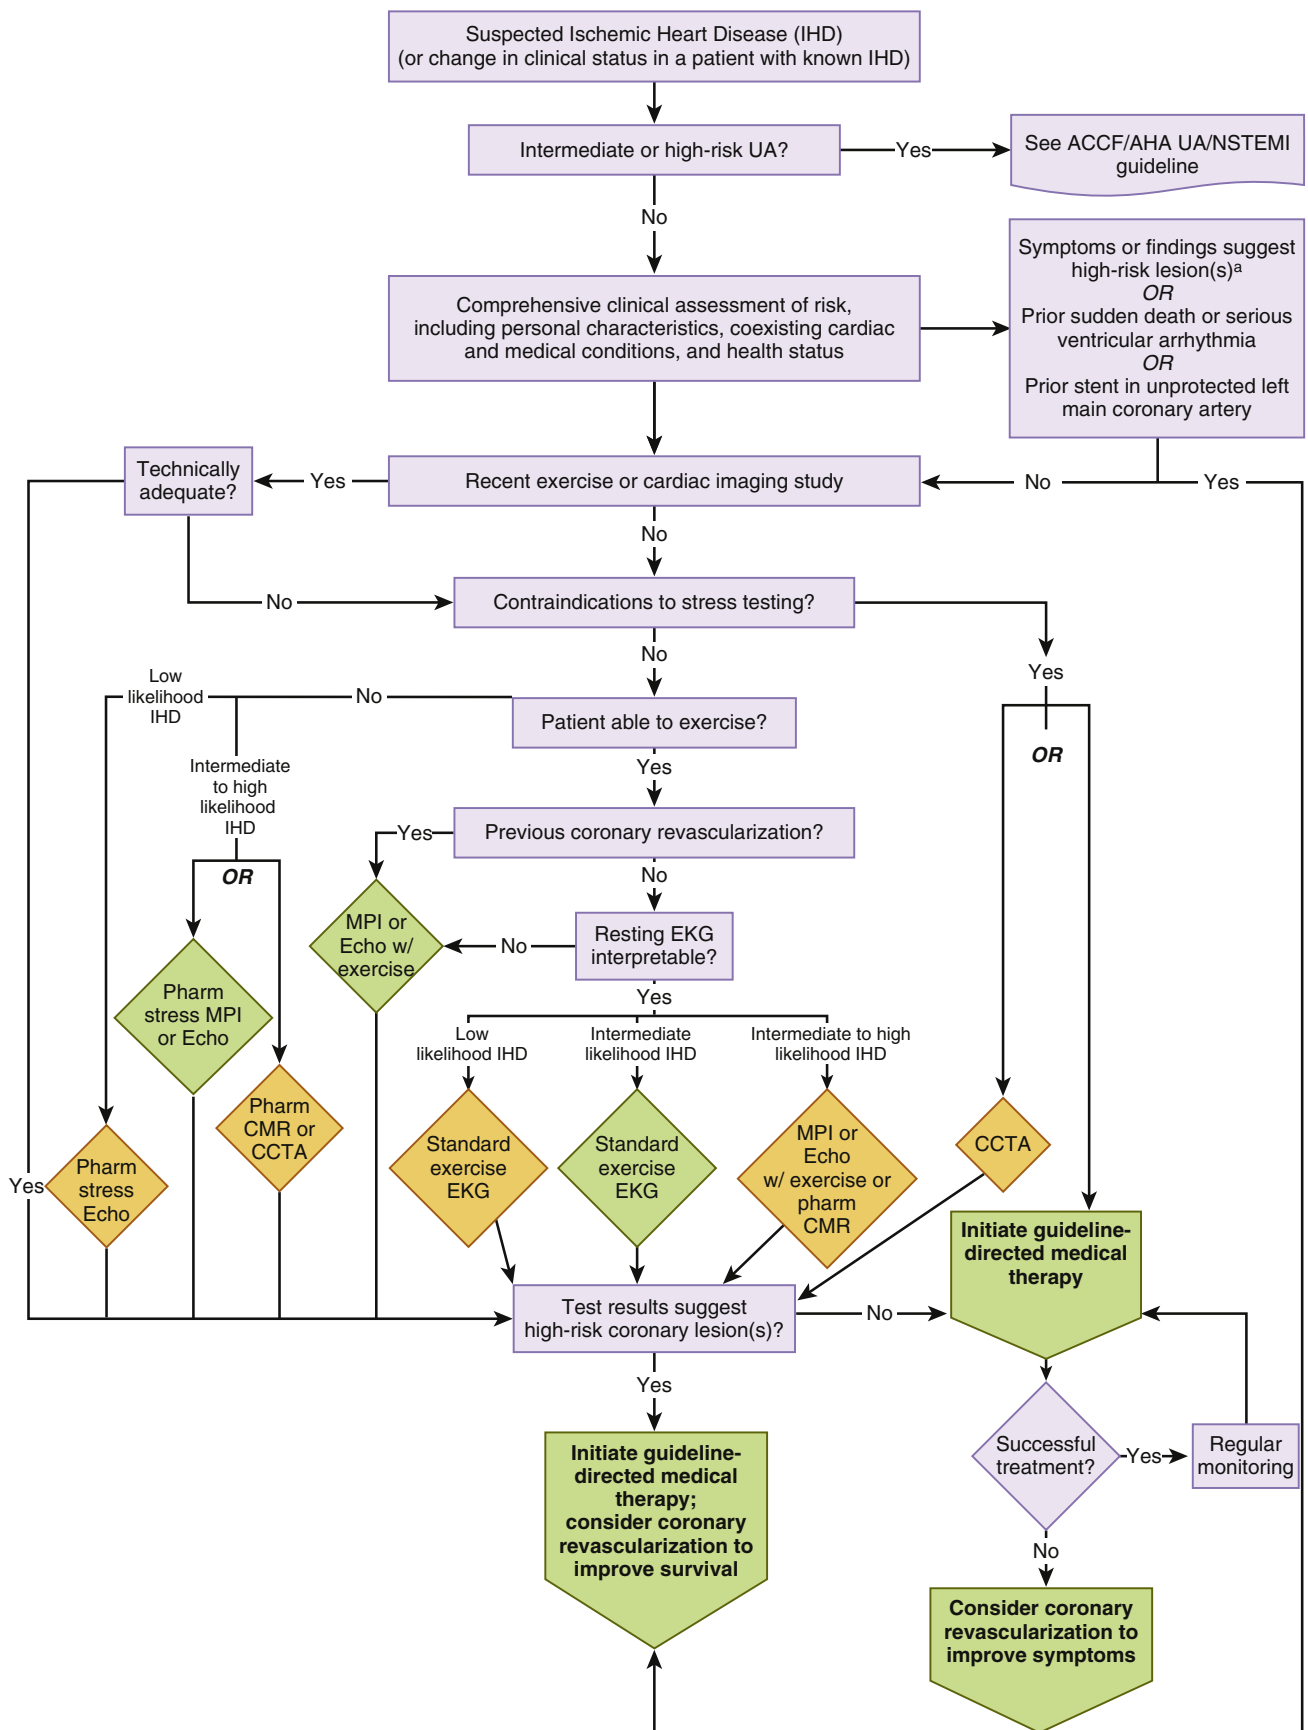 Suspected Ischemic Heart Disease (IHD)
(or change in clinical status in a patient with known IHD)
Intermediate or high-risk UA?
Yes
See ACCF/AHA UA/NSTEMI
guideline
No
Symptoms or findings suggest
high-risk lesion(s)ᵃ
OR
Prior sudden death or serious
ventricular arrhythmia
OR
Prior stent in unprotected left
main coronary artery
Comprehensive clinical assessment of risk,
including personal characteristics, coexisting cardiac
and medical conditions, and health status
Technically
adequate?
Yes
Recent exercise or cardiac imaging study
No
Yes
No
No
Contraindications to stress testing?
No
Yes
Low
likelihood
IHD
No
Patient able to exercise?
OR
Intermediate
to high
likelihood
IHD
Yes
OR
Yes
Previous coronary revascularization?
No
MPI or
Echo w/
exercise
No
Resting EKG
interpretable?
Yes
Pharm
stress MPI
or Echo
Low
likelihood IHD
Intermediate
likelihood IHD
Intermediate to high
likelihood IHD
Pharm
CMR or
CCTA
Standard
exercise
EKG
Standard
exercise
EKG
MPI or
Echo
w/ exercise or
pharm
CMR
CCTA
Yes
Pharm
stress
Echo
Initiate guideline-
directed medical
therapy
Test results suggest
high-risk coronary lesion(s)?
No
Yes
Successful
treatment?
Yes
Regular
monitoring
Initiate guideline-
directed medical
therapy;
consider coronary
revascularization to
improve survival
No
Consider coronary
revascularization to
improve symptoms